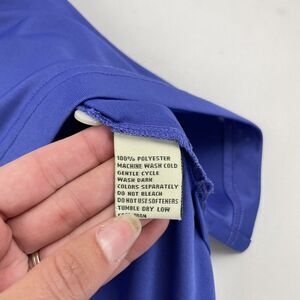 100% POLYESTER
MACHINE WASH COLD
GENTLE CYCLE
WASH DARK
COLORS SEPARATELY
DO NOT BLEACH
DO NOT USE SOFTENERS
TUMBLE DRY LOW